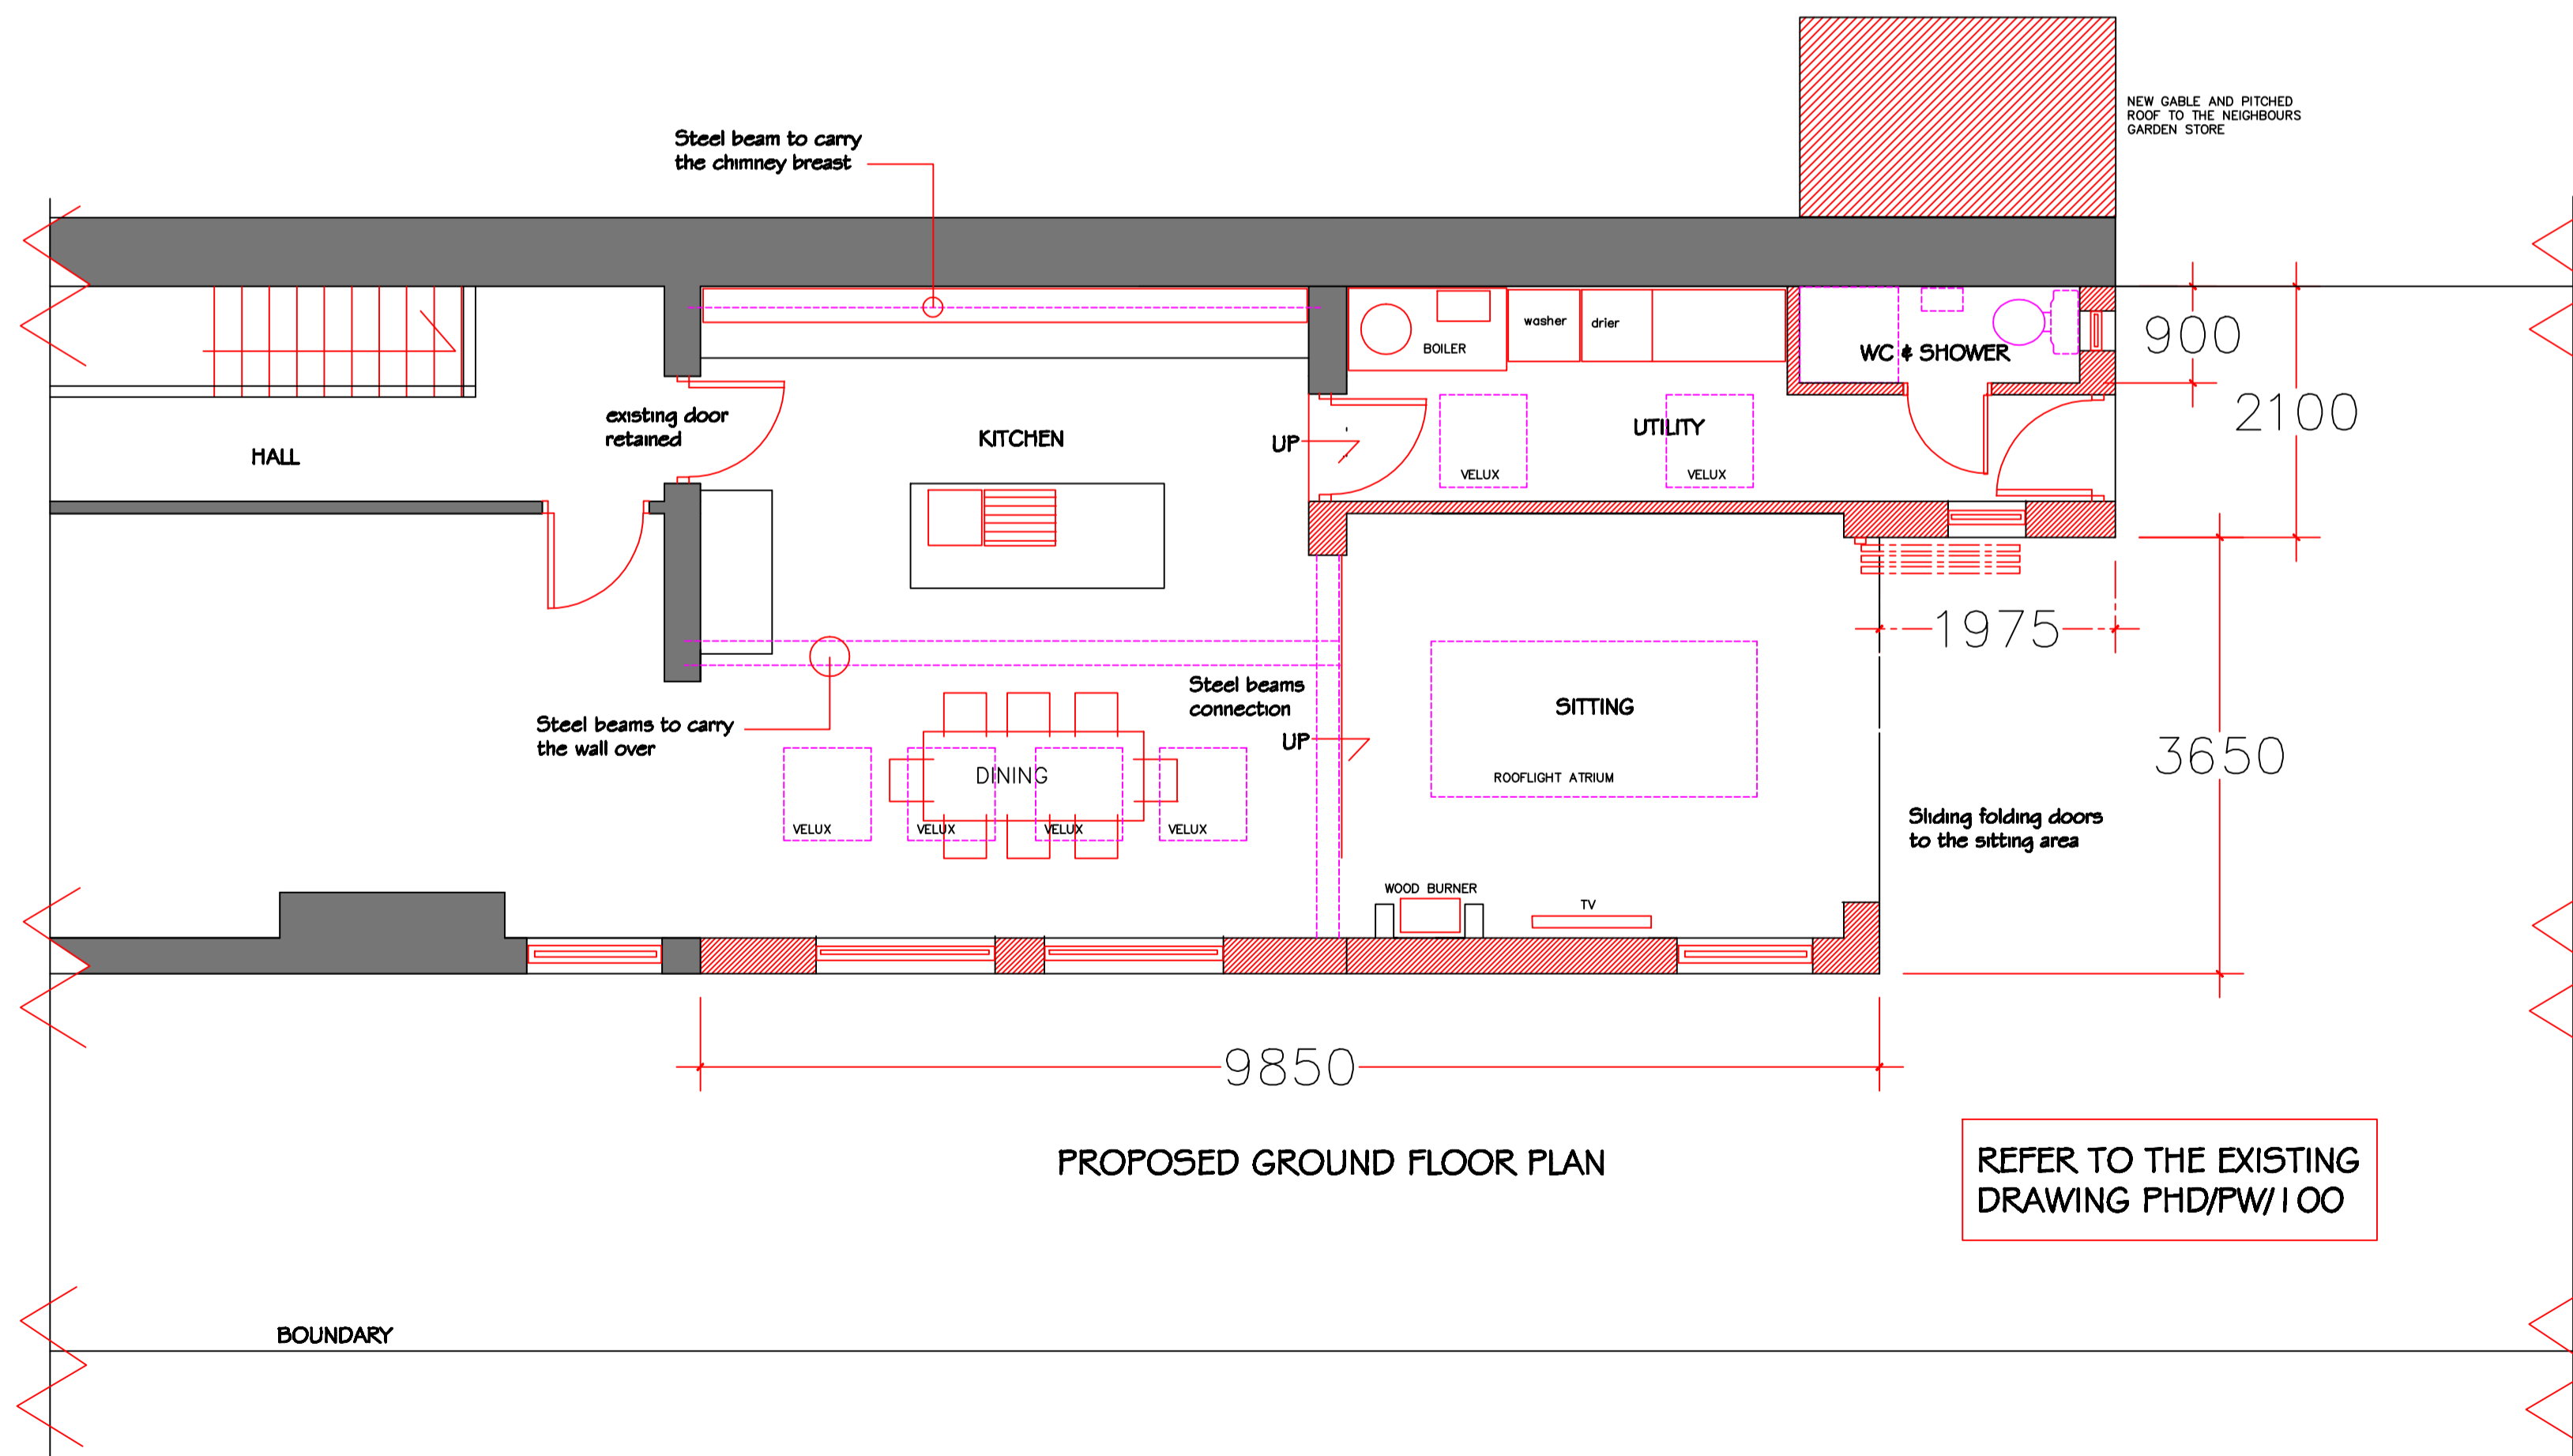 NEW GABLE AND PITCHED
ROOF TO THE NEIGHBOURS
GARDEN STORE
Steel beam to carry
the chimney breast
washer
drier
BOILER
WC & SHOWER
900
2100
existing door
retained
KITCHEN
UP
UTILITY
HALL
VELUX
VELUX
1975
Steel beams
connection
SITTING
Steel beams to carry
the wall over
UP
3650
DINING
ROOFLIGHT ATRIUM
VELUX
VELUX
VELUX
VELUX
Sliding folding doors
to the sitting area
WOOD BURNER
TV
9850
PROPOSED GROUND FLOOR PLAN
REFER TO THE EXISTING
DRAWING PHD/PW/100
BOUNDARY